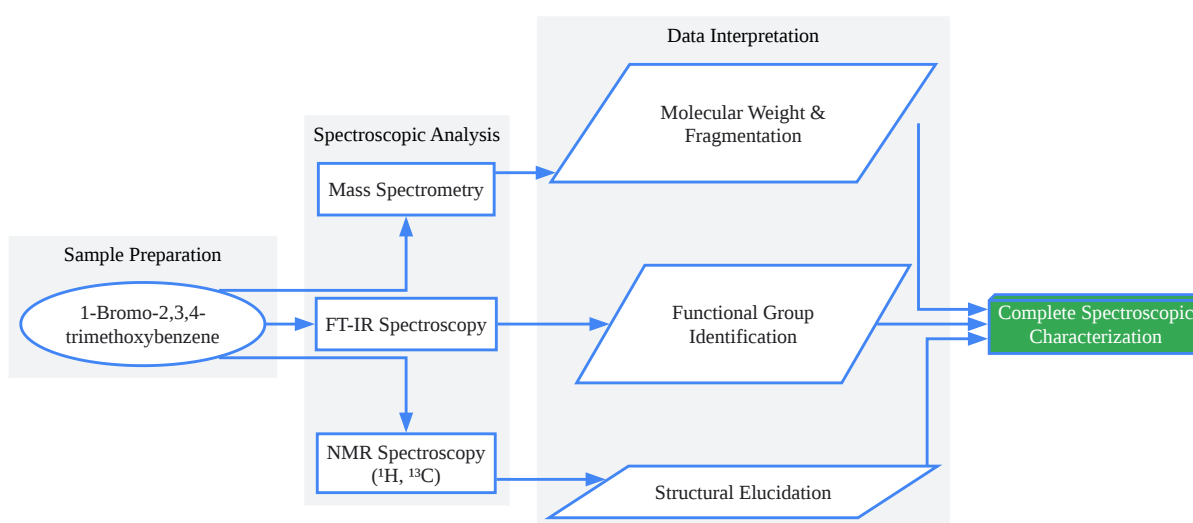 Data Interpretation
Molecular Weight &
Fragmentation
Spectroscopic Analysis
Mass Spectrometry
Sample Preparation
1-Bromo-2,3,4-
trimethoxybenzene
FT-IR Spectroscopy
Functional Group
Identification
Complete Spectroscopic
Characterization
NMR Spectroscopy
(¹H, ¹³C)
Structural Elucidation